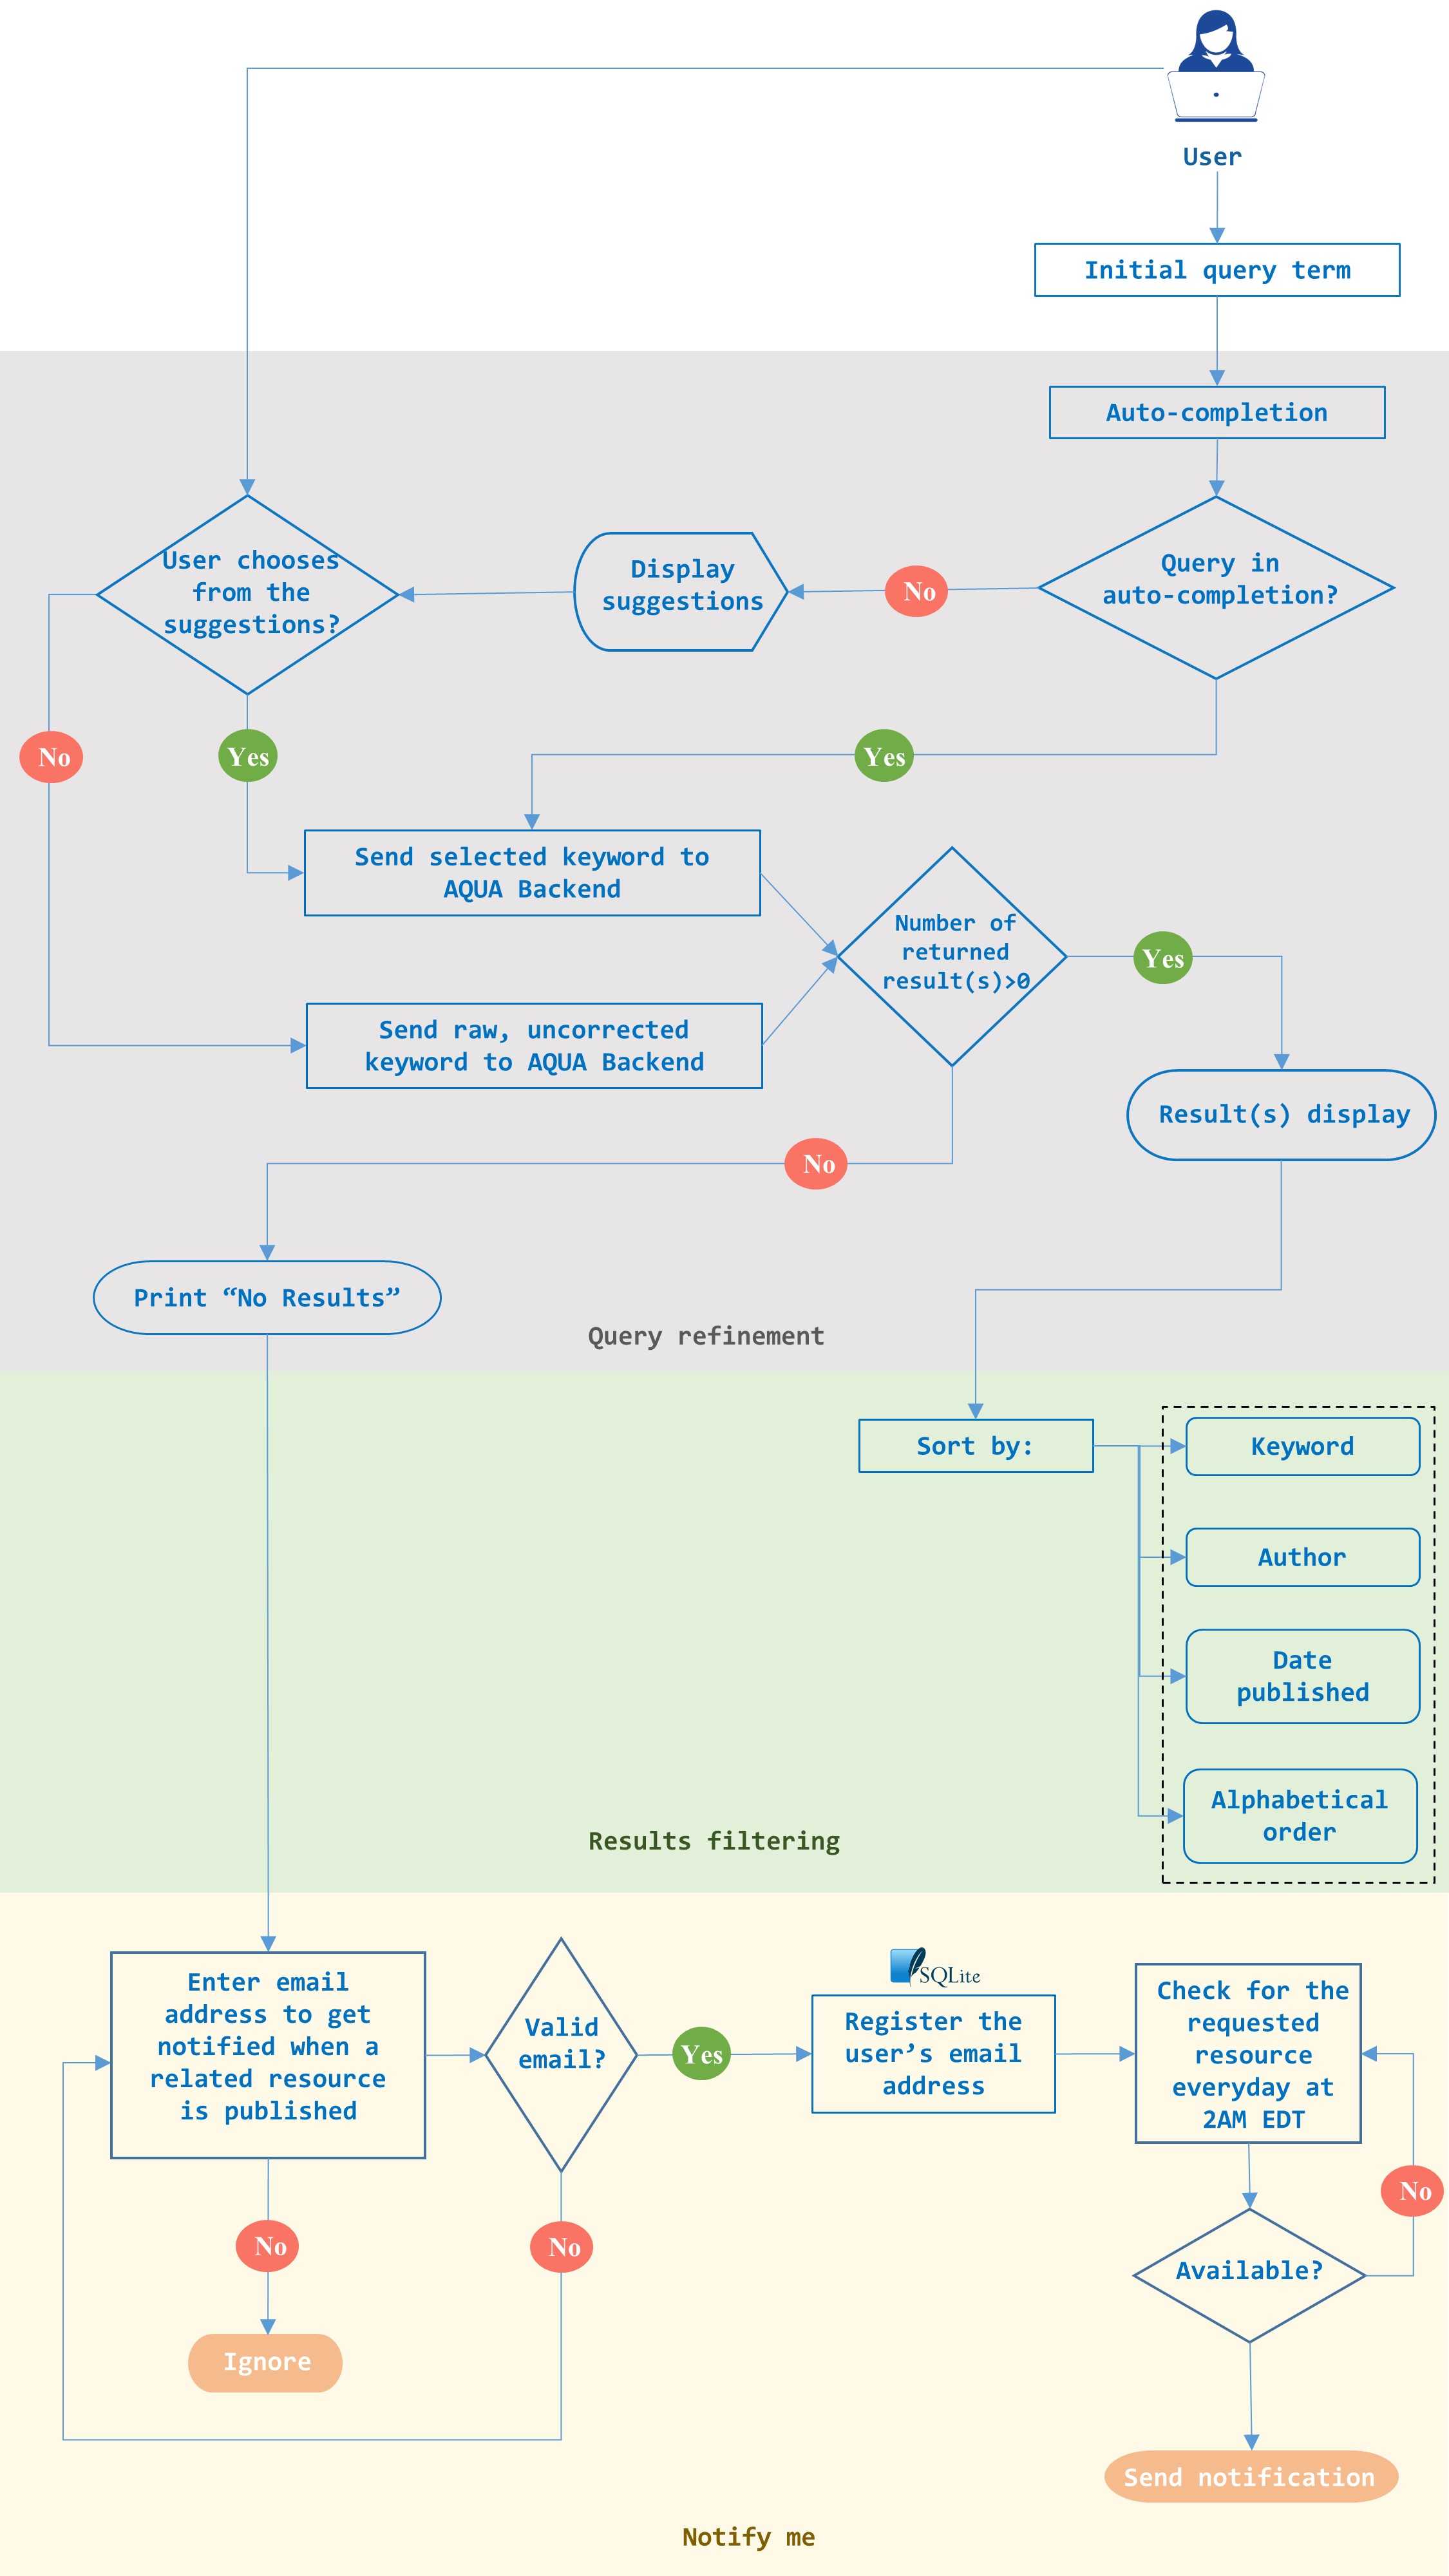 User
Initial query term
Auto-completion
Query in
auto-completion?
No
Display
suggestions
User chooses
from the
suggestions?
No
Yes
Yes
Send selected keyword to
AQUA Backend
Number of
returned
result(s)>0
Yes
Send raw, uncorrected
keyword to AQUA Backend
Result(s) display
No
Print “No Results”
Query refinement
Sort by:
Keyword
Author
Date
published
Alphabetical
order
Results filtering
Enter email
address to get
notified when a
related resource
is published
Valid
email?
Yes
SQLite
Register the
user’s email
address
Check for the
requested
resource
everyday at
2AM EDT
No
No
No
Available?
Ignore
Send notification
Notify me